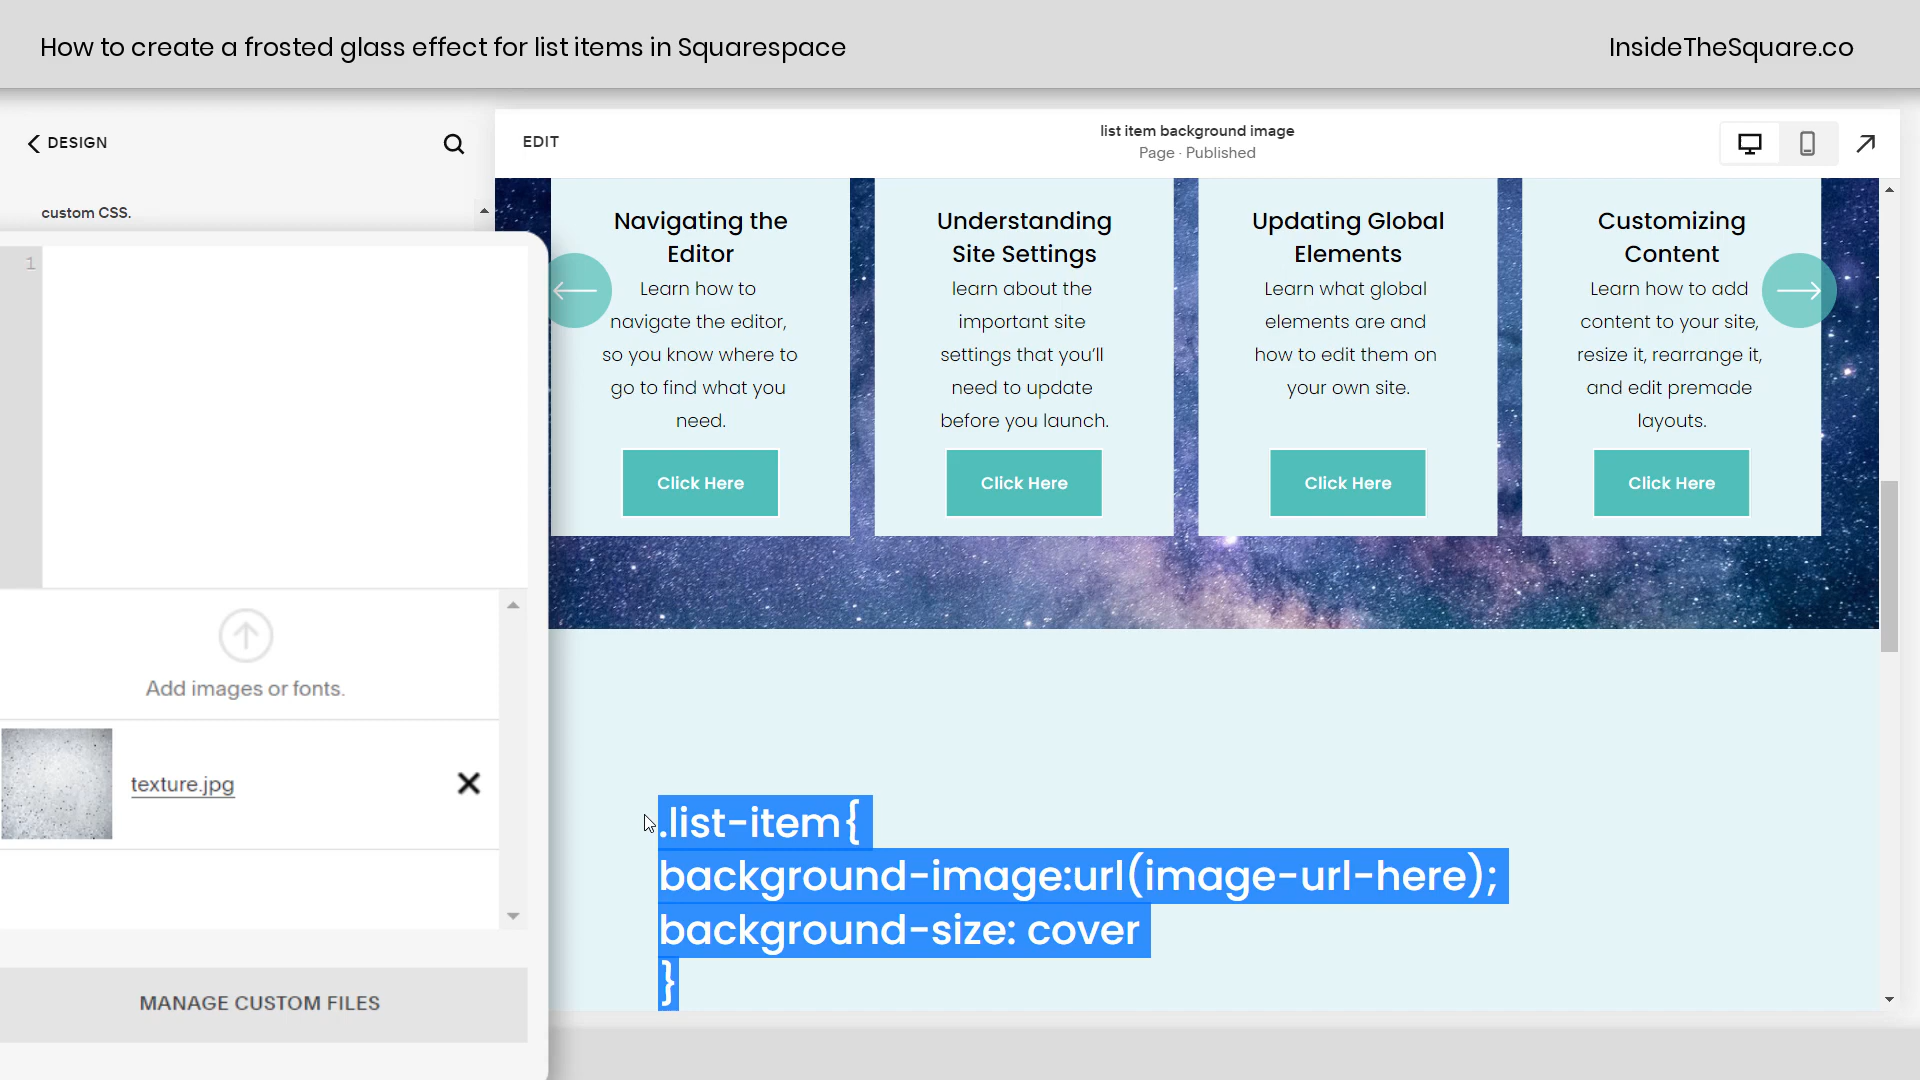 How to create a frosted glass effect for list items in Squarespace
InsideTheSquare.co
DESIGN
custom CSS.
1
Add images or fonts.
texture.jpg
MANAGE CUSTOM FILES
EDIT
list item background image
Page · Published
Navigating the
Editor
Learn how to
navigate the editor,
so you know where to
go to find what you
need.
Click Here
Understanding
Site Settings
learn about the
important site
settings that you’ll
need to update
before you launch.
Click Here
Updating Global
Elements
Learn what global
elements are and
how to edit them on
your own site.
Click Here
Customizing
Content
Learn how to add
content to your site,
resize it, rearrange it,
and edit premade
layouts.
Click Here
.list-item{
background-image:url(image-url-here);
background-size: cover
}